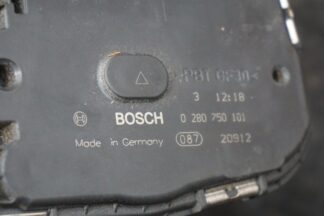 >PBT GF30<
3 12:18
BOSCH 0 280 750 101
Made in Germany 087 20912